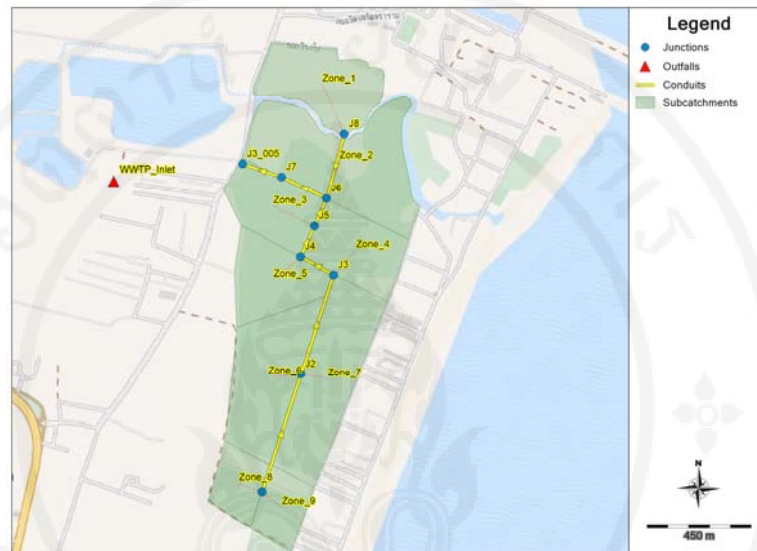 Legend
Junctions
Outfalls
Conduits
Subcatchments
Zone_1
J8
Zone_2
J3_005
J7
WWTP_Inlet
J6
Zone_3
J5
J4
Zone_4
Zone_5
J3
J2
Zone_6
Zone_7
Zone_8
Zone_9
N
450 m